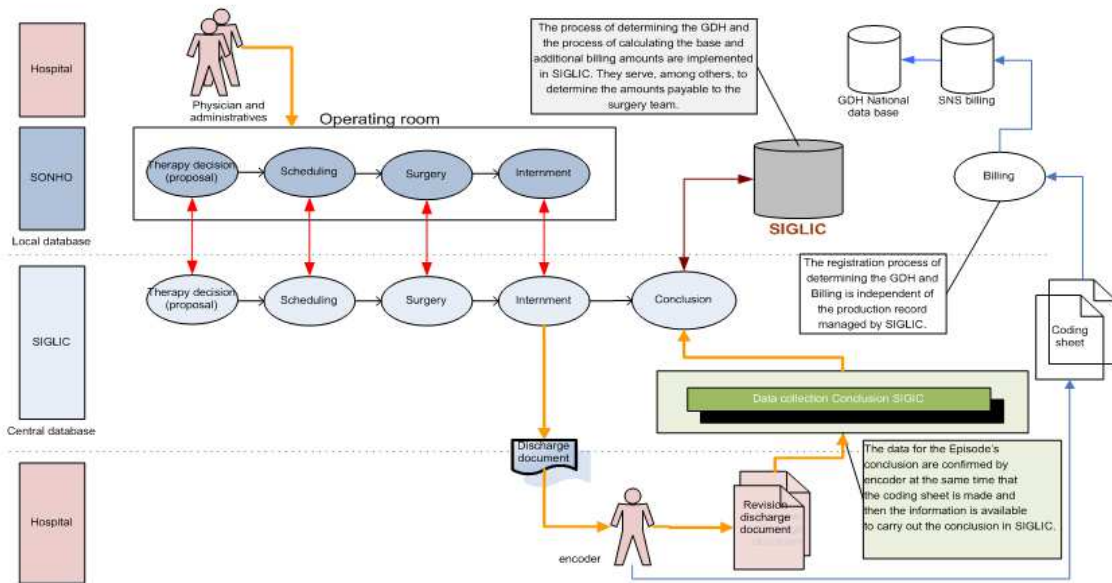 Hospital
Physician and
administratives
The process of determining the GDH and
the process of calculating the base and
additional billing amounts are implemented
in SIGLIC. They serve, among others, to
determine the amounts payable to the
surgery team.
GDH National
data base
SNS billing
Operating room
SONHO
Local database
Therapy decision
(proposal)
Scheduling
Surgery
Internment
SIGLIC
Billing
The registration process of
determining the GDH and
Billing is independent of
the production record
managed by SIGLIC.
SIGLIC
Central database
Therapy decision
(proposal)
Scheduling
Surgery
Internment
Conclusion
Coding
sheet
Data collection Conclusion SIGIC
Discharge
document
Hospital
encoder
Revision
discharge
document
The data for the Episode's
conclusion are confirmed by
encoder at the same time that
the coding sheet is made and
then the information is available
to carry out the conclusion in SIGLIC.